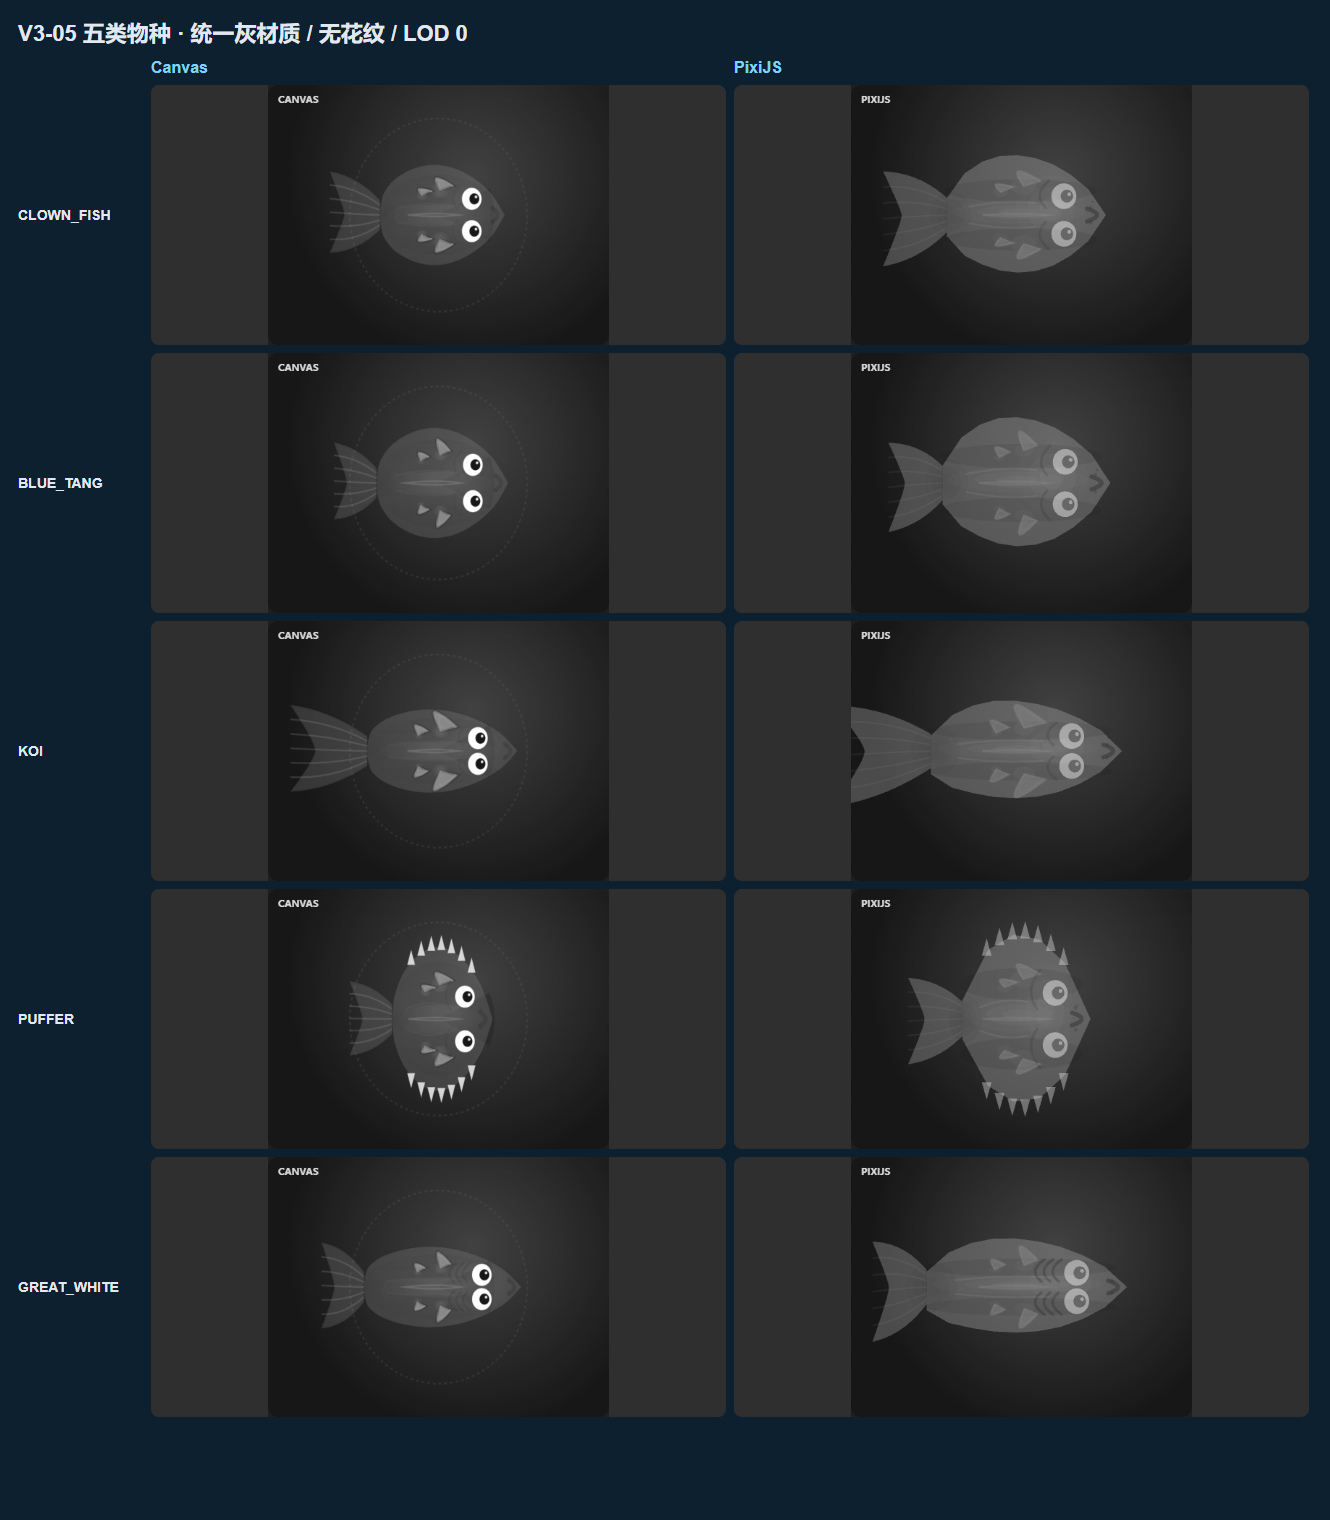 V3-05 五类物种 · 统一灰材质 / 无花纹 / LOD 0
Canvas PixiJS
CANVAS PIXIJS
CLOWN_FISH
CANVAS PIXIJS
BLUE_TANG
CANVAS PIXIJS
KOI
CANVAS PIXIJS
PUFFER
CANVAS PIXIJS
GREAT_WHITE